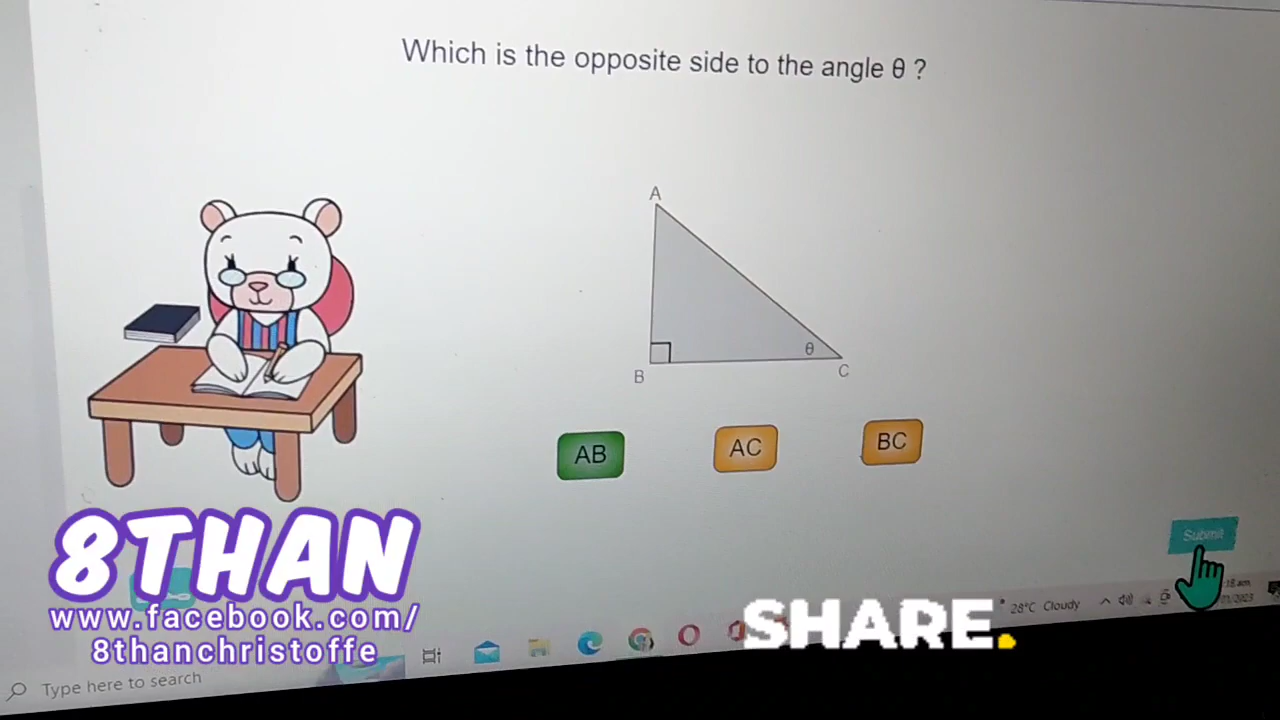 Which is the opposite side to the angle θ ?
A
θ
B
C
AB
AC
BC
Submit
8THAN
www.facebook.com/
8thanchristoffe
SHARE.
28°C Cloudy
Type here to search